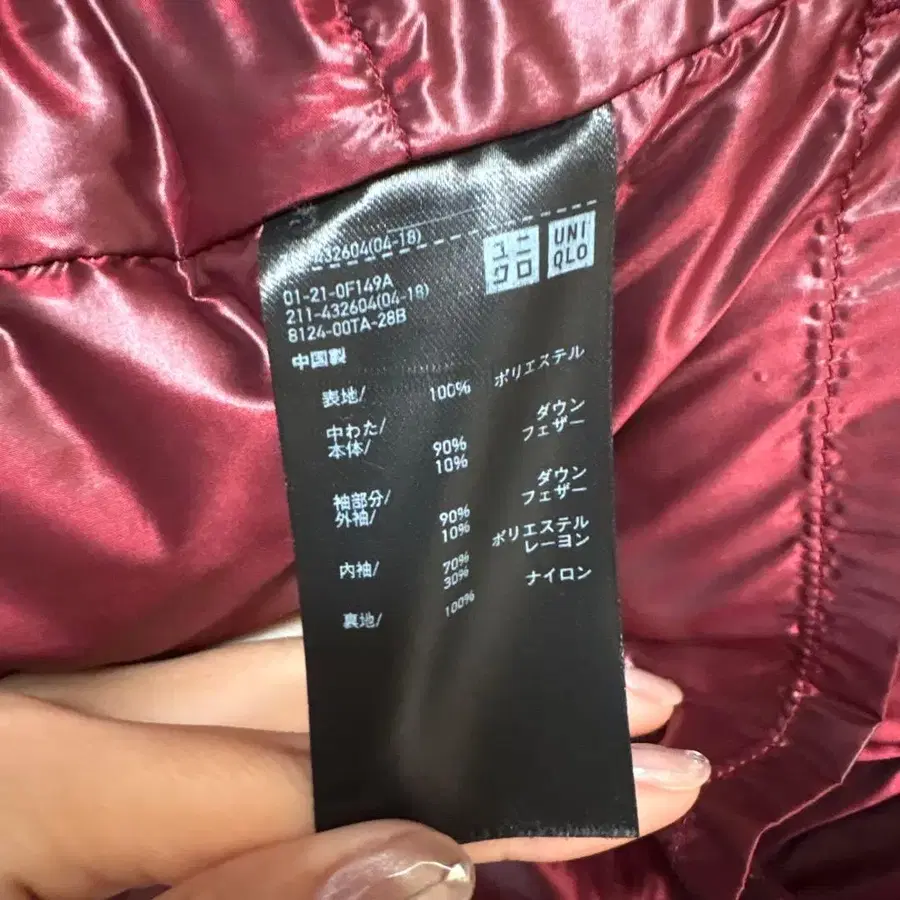 432604(04-18)
ユニクロ
UNIQLO
01-21-0F149A
211-432604(04-18)
8124-00TA-28B
中国製
表地/ 100% ポリエステル
中わた/
本体/ 90% ダウン
10% フェザー
袖部分/
外袖/ 90% ダウン
10% フェザー
内袖/ 70% ポリエステル
30% レーヨン
裏地/ 100% ナイロン